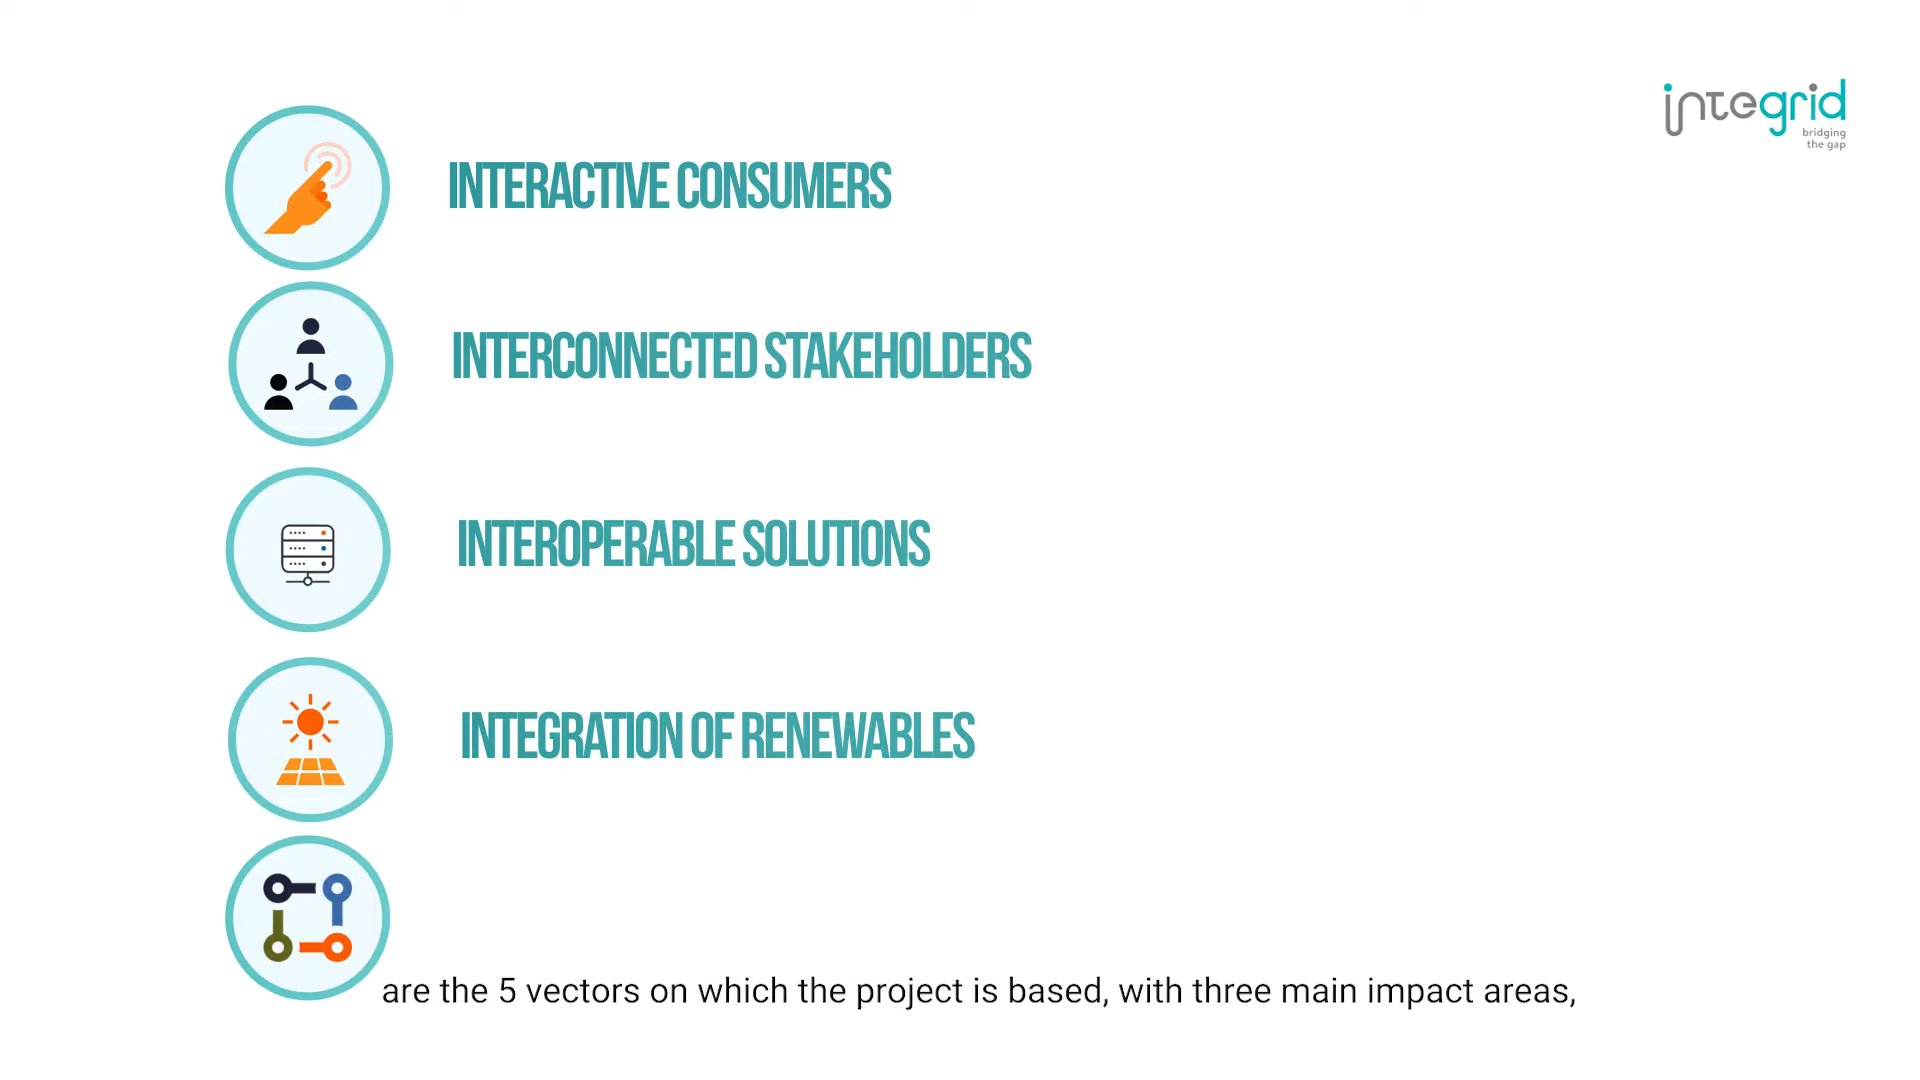 integrid
bridging
the gap
INTERACTIVE CONSUMERS
INTERCONNECTED STAKEHOLDERS
INTEROPERABLE SOLUTIONS
INTEGRATION OF RENEWABLES
are the 5 vectors on which the project is based, with three main impact areas,